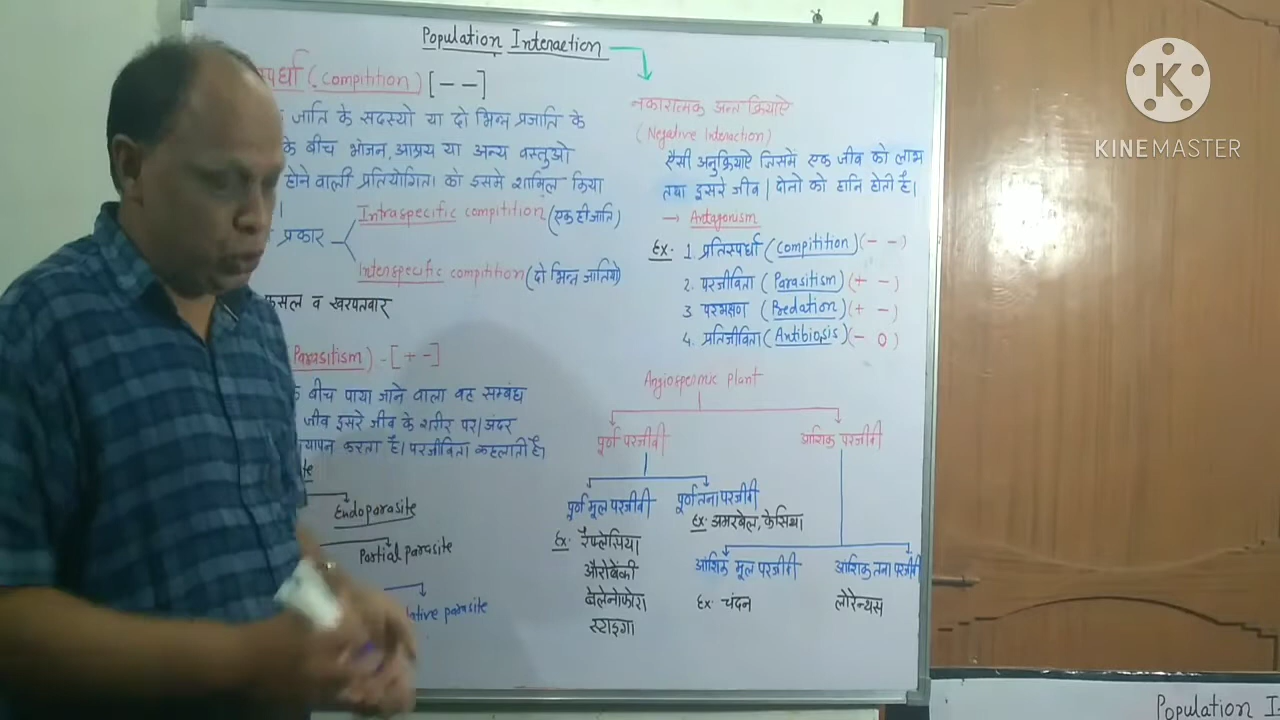 Population Interaction
स्पर्धा (Compitition) [– –]
जाति के सदस्यो या दो भिन्न प्रजाति के
के बीच भोजन, आश्रय या अन्य वस्तुओ
होने वाली प्रतियोगिता को इसमे शामिल किया
।
प्रकार
Intraspecific compitition (एक ही जाति)
Interspecific compitition (दो भिन्न जातियो)
फसल व खरपतवार
Parasitism) - [+ -]
के बीच पाया जाने वाला वह सम्बंध
जीव दूसरे जीव के शरीर पर/अंदर
यापन करता है। परजीविता कहलाती है।
te
Endoparasite
Partial parasite
ative parasite
नकारात्मक अन्तः क्रियाऐ
(Negative Interaction)
ऐसी अनुक्रियाऐ जिसमे एक जीव को लाभ
तथा दूसरे जीव / दोनो को हानि होती है।
→ Antagonism
Ex:- 1. प्रतिस्पर्धा (Compitition) (– –)
2. परजीविता (Parasitism) (+ –)
3 परभक्षण (Predation) (+ –)
4. प्रतिजीविता (Antibiosis) (– 0)
Angiospermic plant
पूर्ण परजीवी
आंशिक परजीवी
पूर्ण मूल परजीवी
पूर्ण तना परजीवी
Ex:- अमरबेल, केसिथा
Ex:- रैफ्लेसिया
औरोबैंकी
बेलेनोफोरा
स्टाइगा
आंशिक मूल परजीवी
आंशिक तना परजीवी
Ex:- चंदन
लोरेन्थस
K
KINEMASTER
Population I